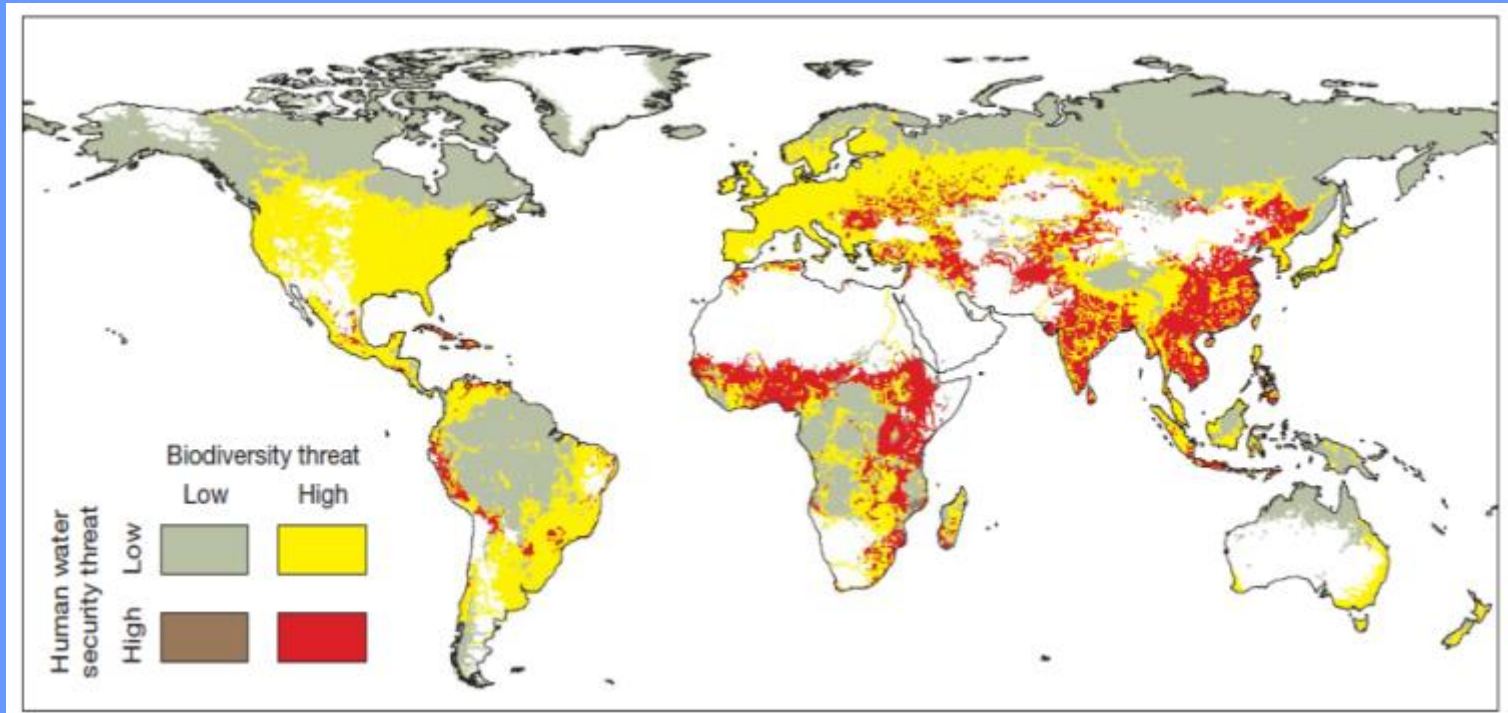 Biodiversity threat
Low High
Human water
security threat
Low
High